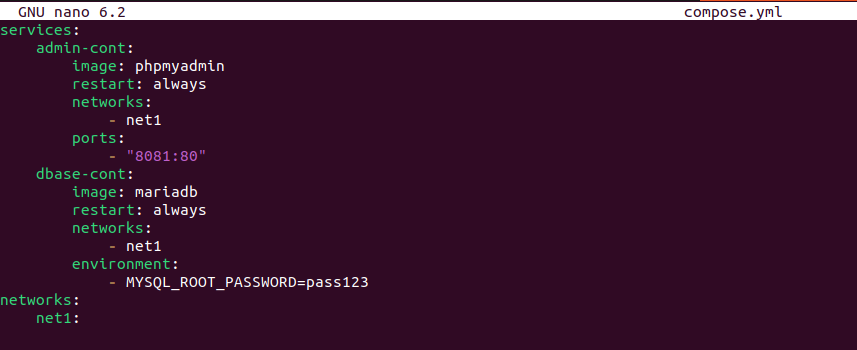 GNU nano 6.2 compose.yml
services:
    admin-cont:
        image: phpmyadmin
        restart: always
        networks:
            - net1
        ports:
            - "8081:80"
    dbase-cont:
        image: mariadb
        restart: always
        networks:
            - net1
        environment:
            - MYSQL_ROOT_PASSWORD=pass123
networks:
    net1: